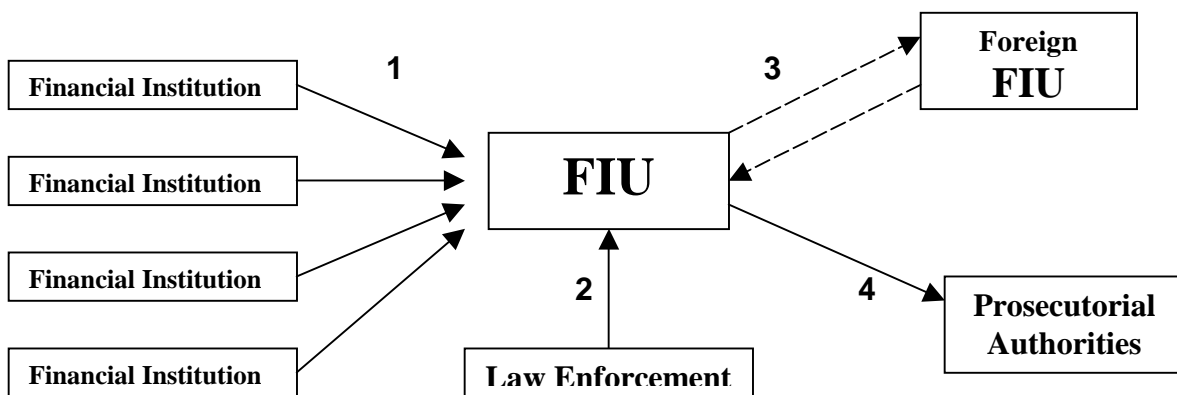 Financial Institution
1
3
Foreign
FIU
Financial Institution
FIU
Financial Institution
2
4
Prosecutorial
Authorities
Financial Institution
Law Enforcement